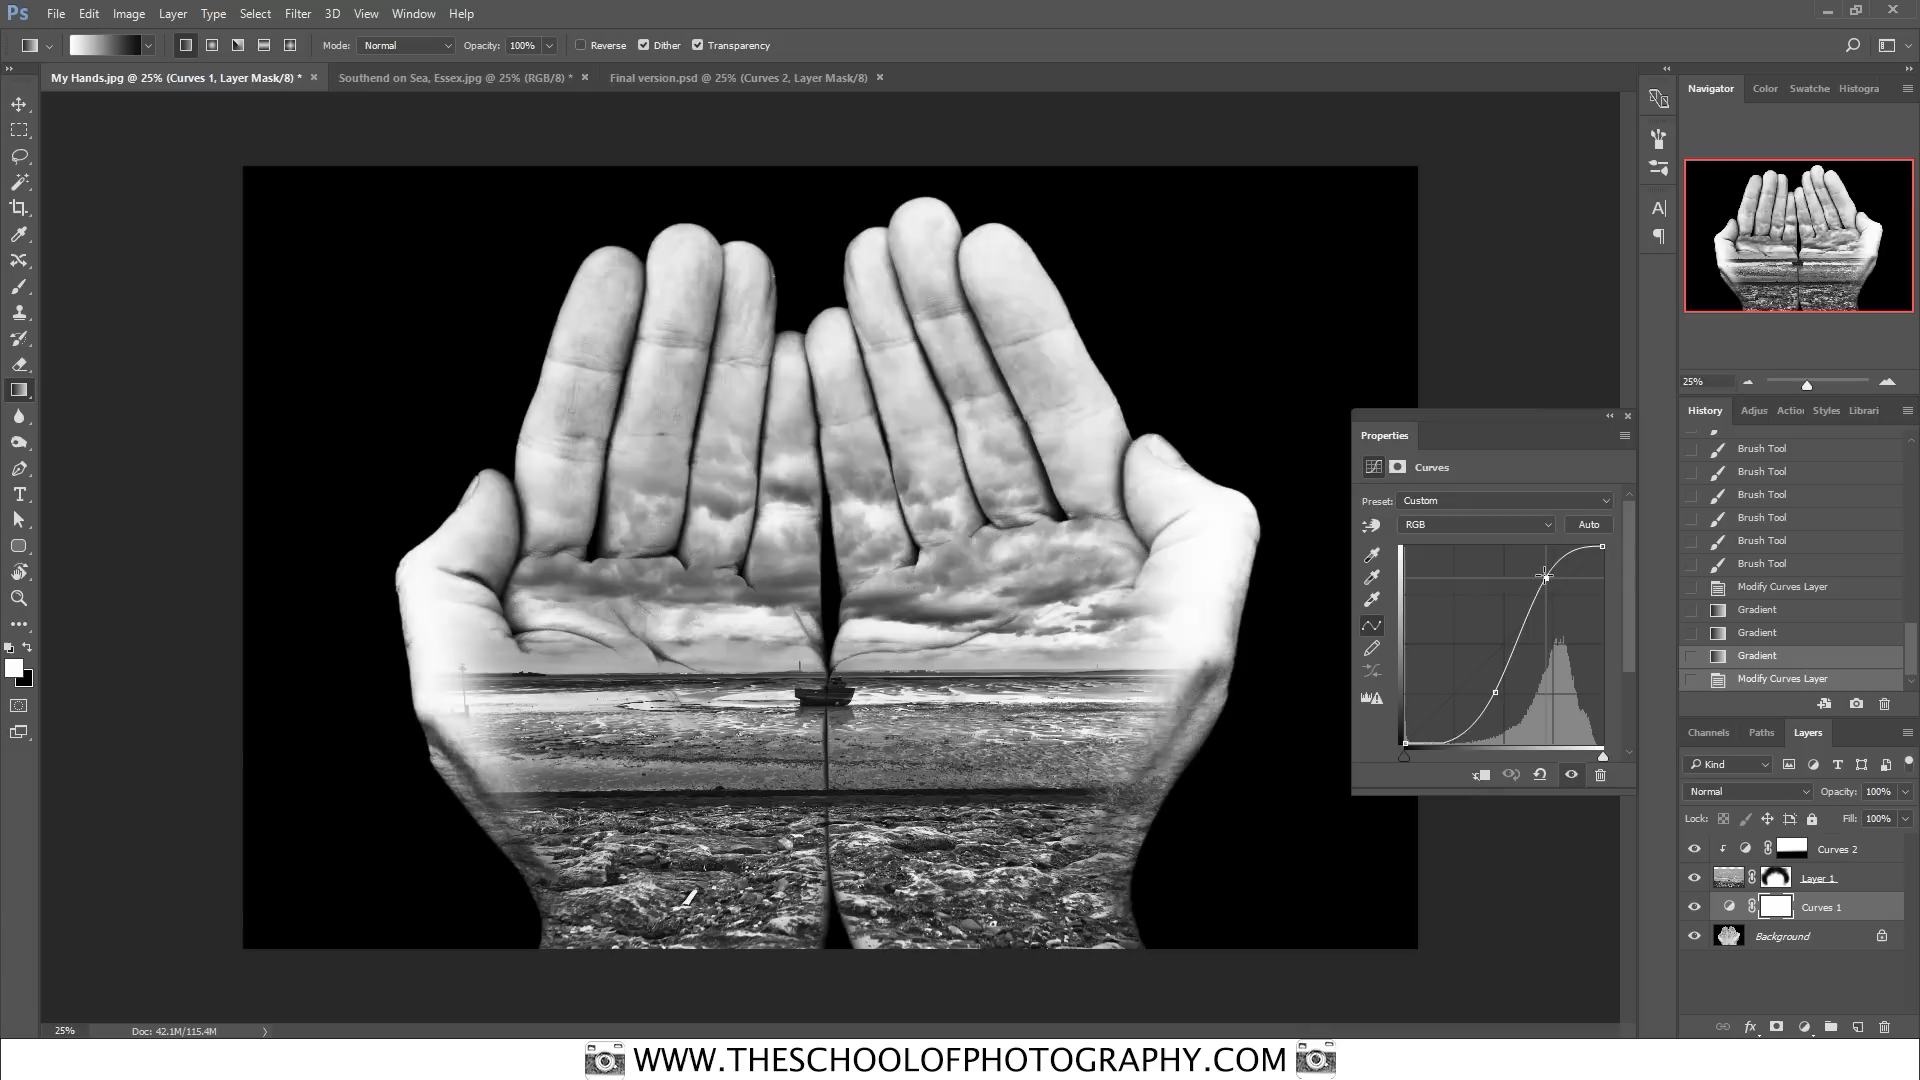 Ps File Edit Image Layer Type Select Filter 3D View Window Help
Mode: Normal Opacity: 100% Reverse Dither Transparency
My Hands.jpg @ 25% (Curves 1, Layer Mask/8) * × Southend on Sea, Essex.jpg @ 25% (RGB/8) * × Final version.psd @ 25% (Curves 2, Layer Mask/8) ×
Navigator Color Swatche Histogra
25%
History Adjus Action Styles Librari
Brush Tool
Brush Tool
Brush Tool
Brush Tool
Brush Tool
Brush Tool
Modify Curves Layer
Gradient
Gradient
Gradient
Modify Curves Layer
Properties
Curves
Preset: Custom
RGB Auto
Channels Paths Layers
Kind
Normal Opacity: 100%
Lock: Fill: 100%
Curves 2
Layer 1
Curves 1
Background
25% Doc: 42.1M/115.4M
WWW.THESCHOOLOFPHOTOGRAPHY.COM